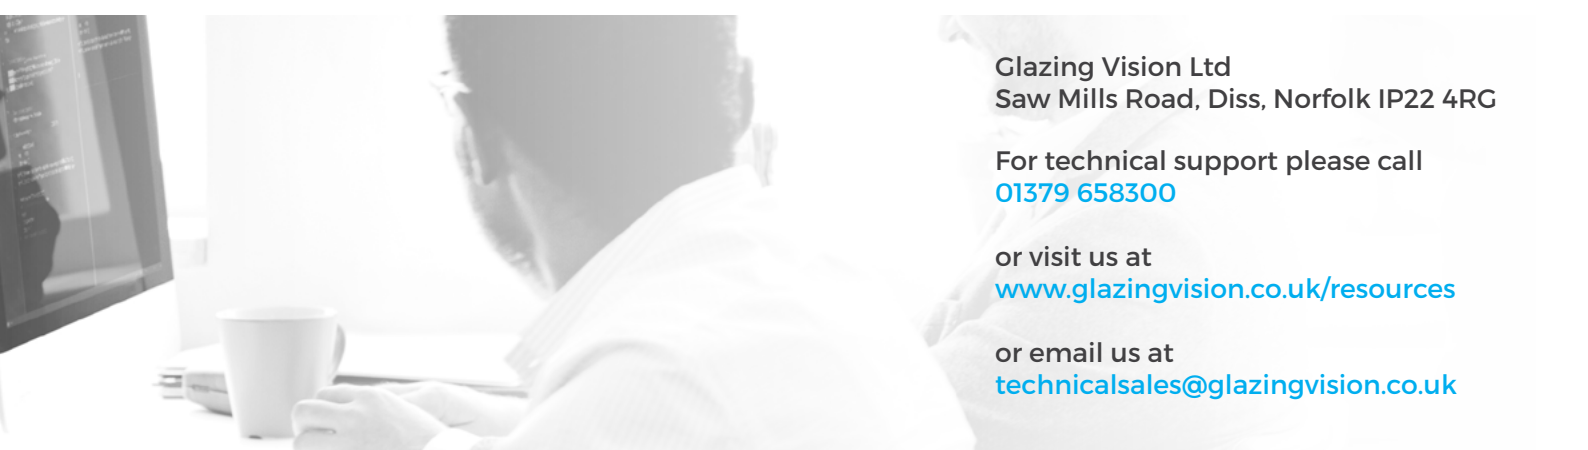 Glazing Vision Ltd
Saw Mills Road, Diss, Norfolk IP22 4RG
For technical support please call
01379 658300
or visit us at
www.glazingvision.co.uk/resources
or email us at
technicalsales@glazingvision.co.uk